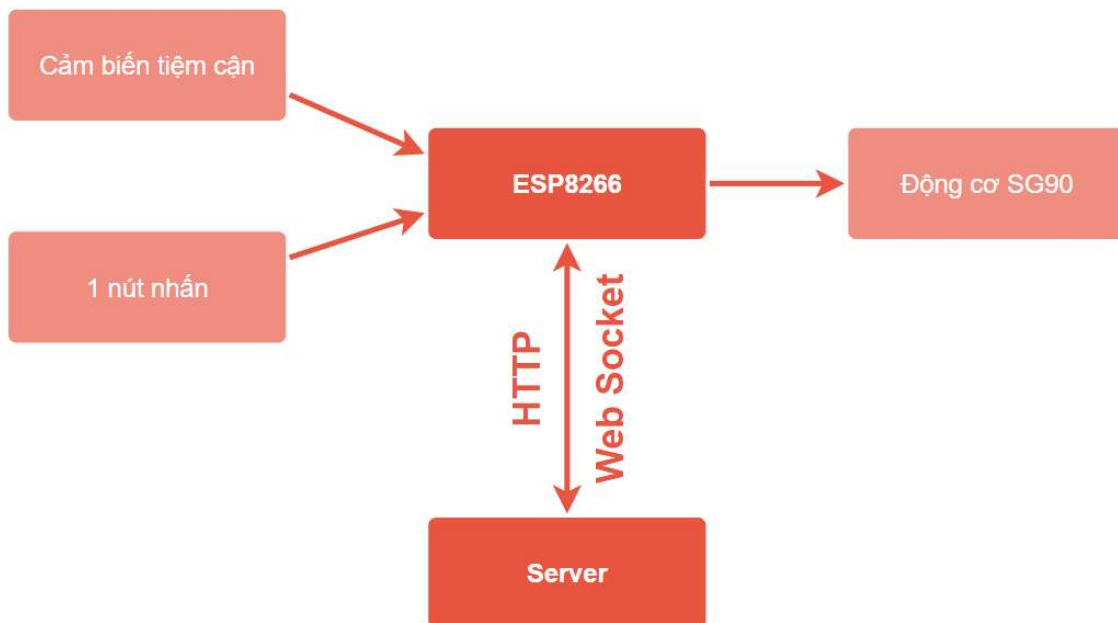 Cảm biến tiệm cận
ESP8266
Động cơ SG90
1 nút nhấn
HTTP
Web Socket
Server